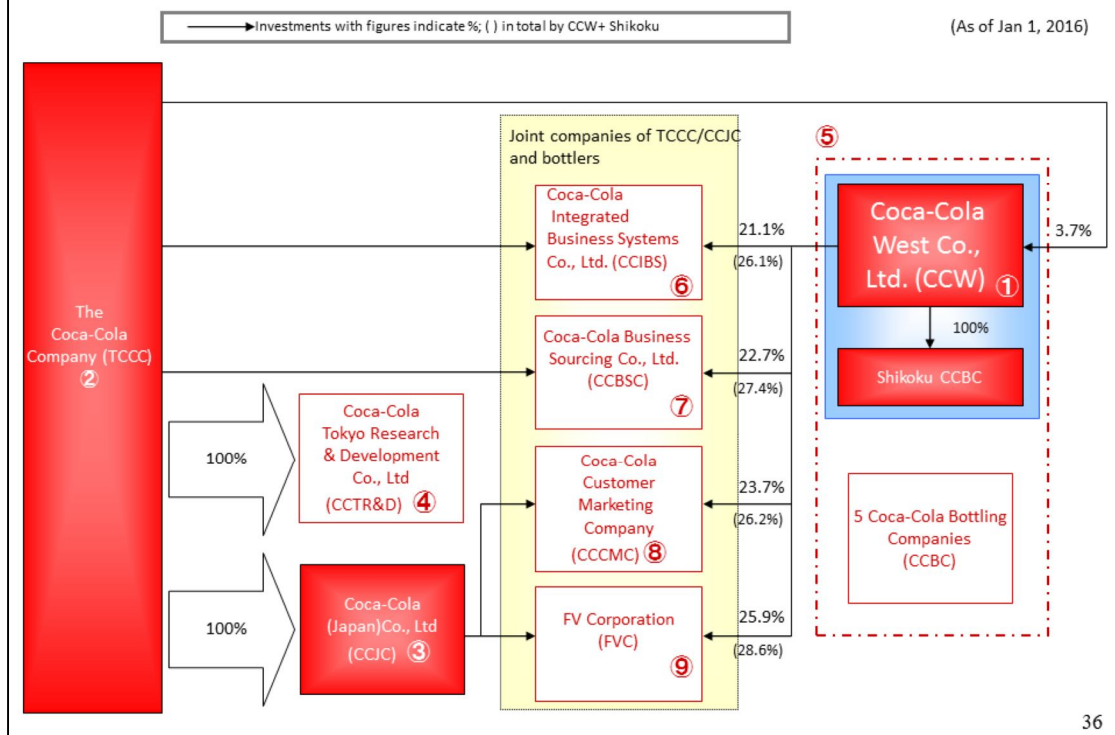 Investments with figures indicate %; ( ) in total by CCW+ Shikoku
(As of Jan 1, 2016)
The
Coca-Cola
Company (TCCC)
②
Joint companies of TCCC/CCJC
and bottlers
Coca-Cola
Integrated
Business Systems
Co., Ltd. (CCIBS)
⑥
21.1%
(26.1%)
⑤
Coca-Cola
West Co.,
Ltd. (CCW)
①
3.7%
100%
Shikoku CCBC
Coca-Cola Business
Sourcing Co., Ltd.
(CCBSC)
⑦
22.7%
(27.4%)
100%
Coca-Cola
Tokyo Research
& Development
Co., Ltd
(CCTR&D) ④
Coca-Cola
Customer
Marketing
Company
(CCCMC) ⑧
23.7%
(26.2%)
5 Coca-Cola Bottling
Companies
(CCBC)
100%
Coca-Cola
(Japan)Co., Ltd
(CCJC) ③
FV Corporation
(FVC)
⑨
25.9%
(28.6%)
36